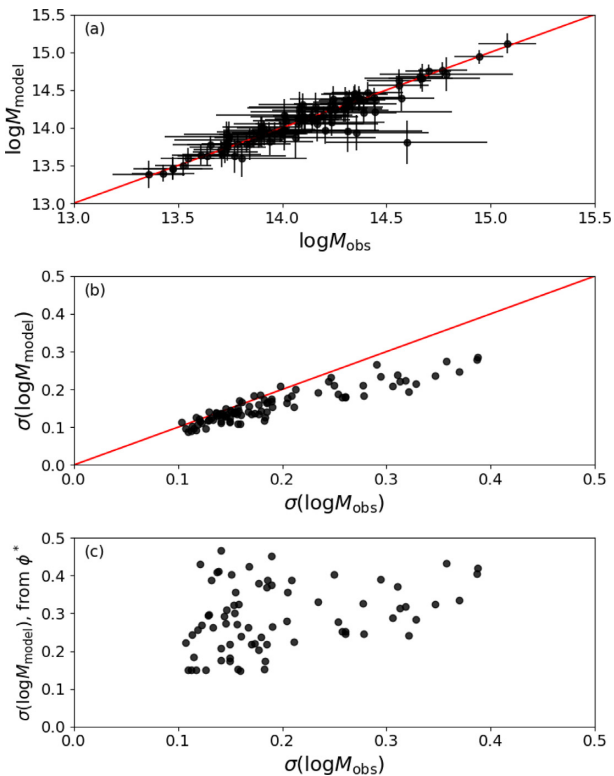 (a)
15.5
15.0
14.5
14.0
13.5
13.0
logM_model
13.0 13.5 14.0 14.5 15.0 15.5
logM_obs
(b)
0.5
0.4
0.3
0.2
0.1
0.0
σ(logM_model)
0.0 0.1 0.2 0.3 0.4 0.5
σ(logM_obs)
(c)
0.5
0.4
0.3
0.2
0.1
0.0
σ(logM_model), from ϕ*
0.0 0.1 0.2 0.3 0.4 0.5
σ(logM_obs)